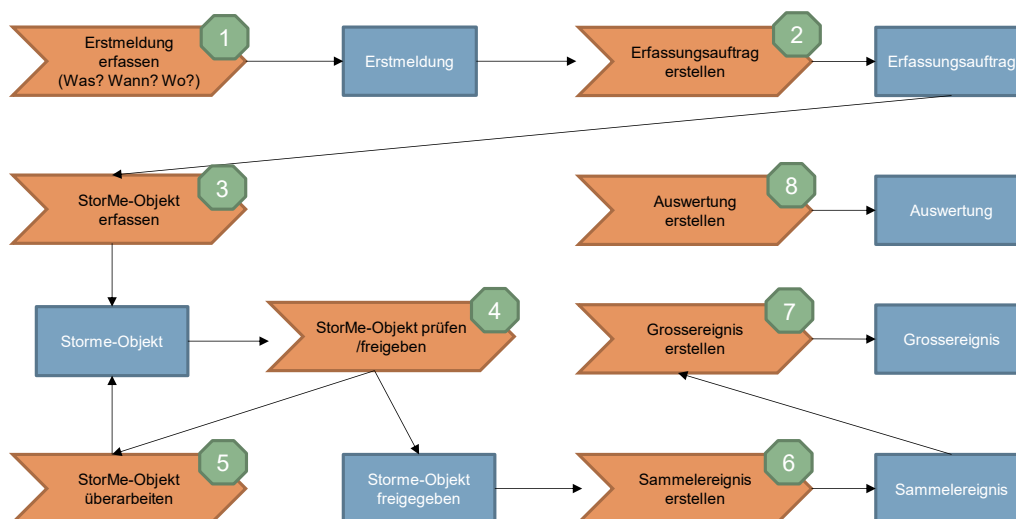 1
Erstmeldung
erfassen
(Was? Wann? Wo?)
Erstmeldung
2
Erfassungsauftrag
erstellen
Erfassungsauftrag
3
StorMe-Objekt
erfassen
8
Auswertung
erstellen
Auswertung
Storme-Objekt
4
StorMe-Objekt prüfen
/freigeben
7
Grossereignis
erstellen
Grossereignis
5
StorMe-Objekt
überarbeiten
Storme-Objekt
freigegeben
6
Sammelereignis
erstellen
Sammelereignis